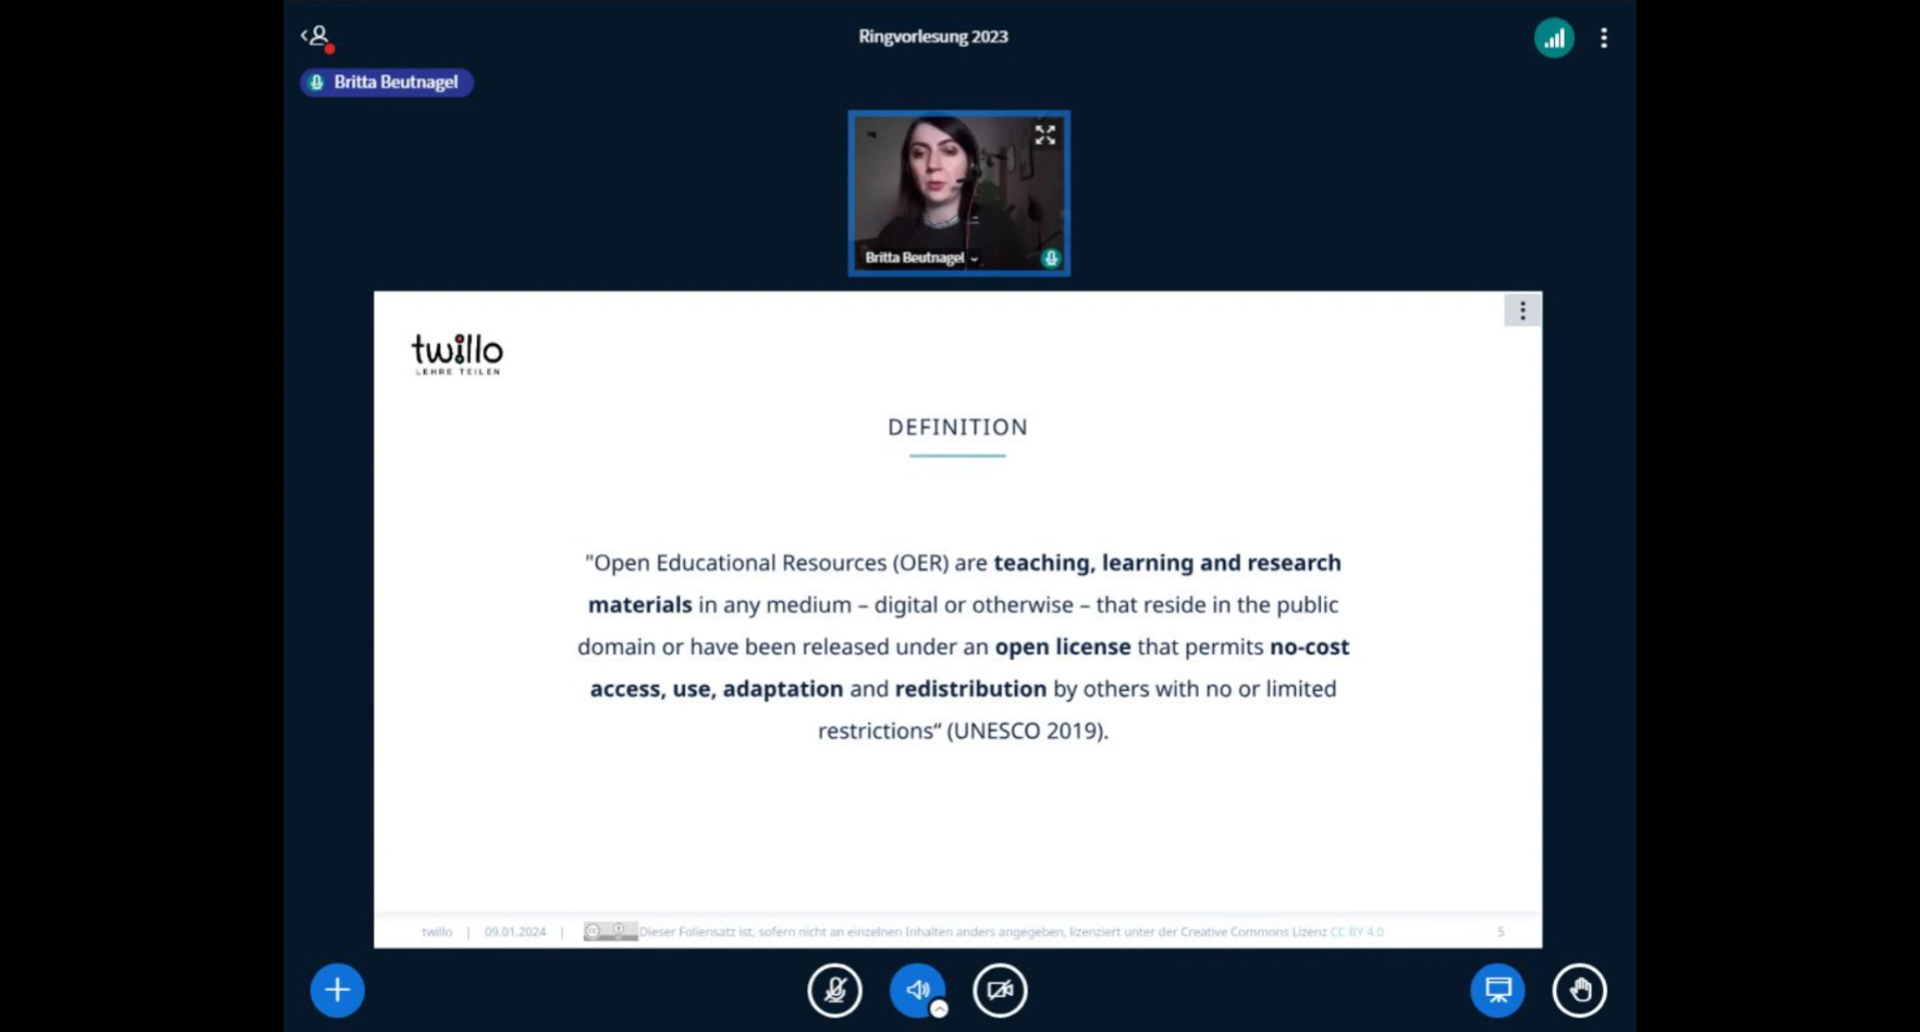 Ringvorlesung 2023
Britta Beutnagel
Britta Beutnagel
twillo
LEHRE TEILEN
DEFINITION
"Open Educational Resources (OER) are teaching, learning and research
materials in any medium – digital or otherwise – that reside in the public
domain or have been released under an open license that permits no-cost
access, use, adaptation and redistribution by others with no or limited
restrictions“ (UNESCO 2019).
twillo | 09.01.2024 | Dieser Foliensatz ist, sofern nicht an einzelnen Inhalten anders angegeben, lizenziert unter der Creative Commons Lizenz CC BY 4.0 5